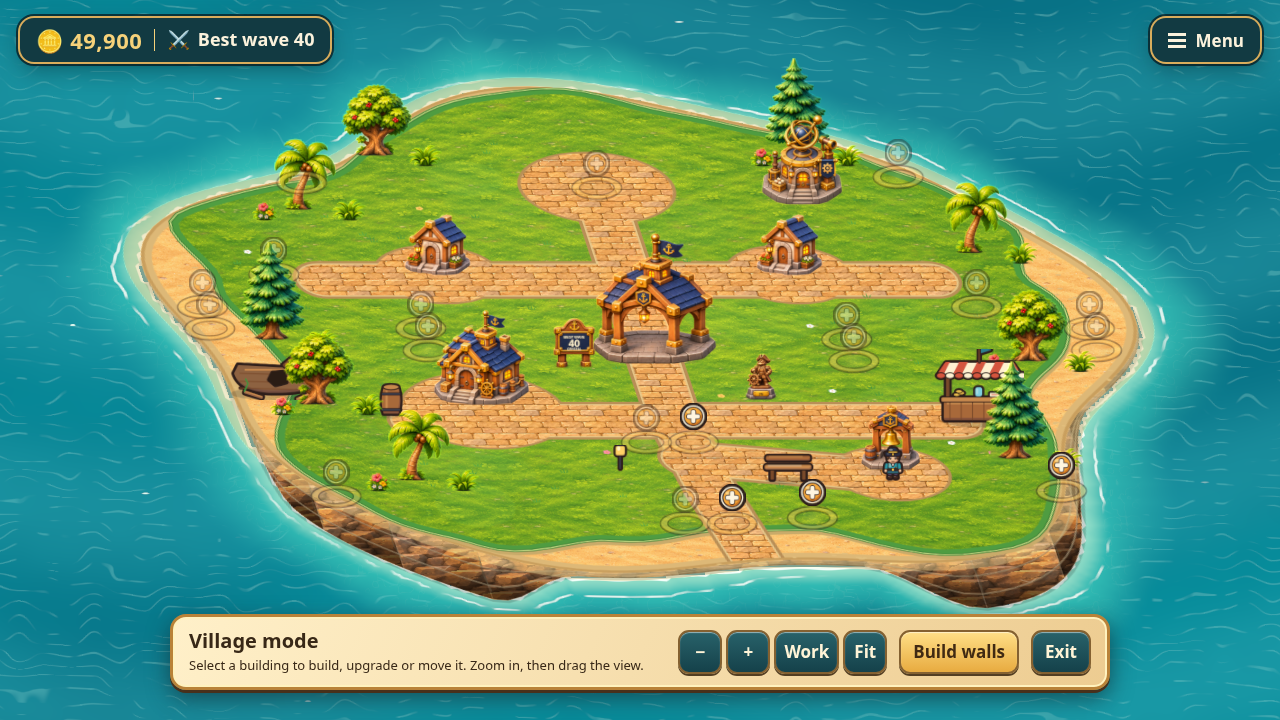 49,900
Best wave 40
Menu
40
Village mode
Select a building to build, upgrade or move it. Zoom in, then drag the view.
− + Work Fit Build walls Exit